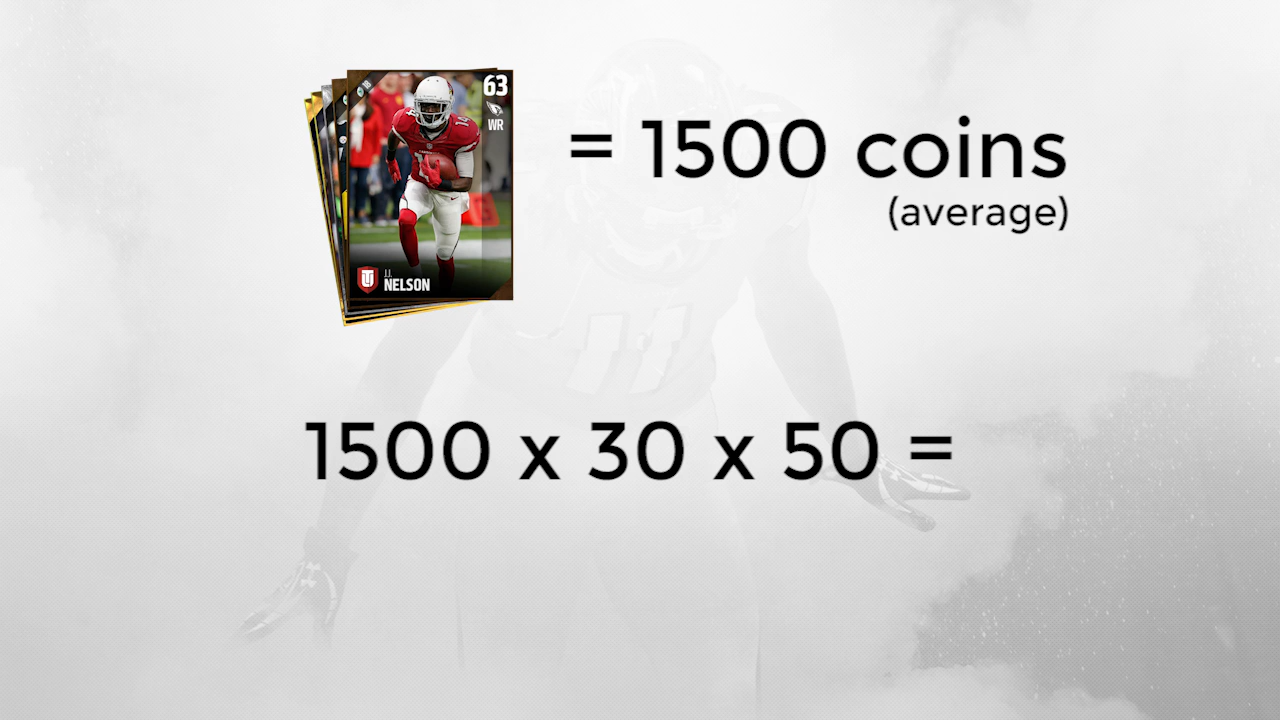 63
WR
J.J.
NELSON
= 1500 coins
(average)
1500 x 30 x 50 =